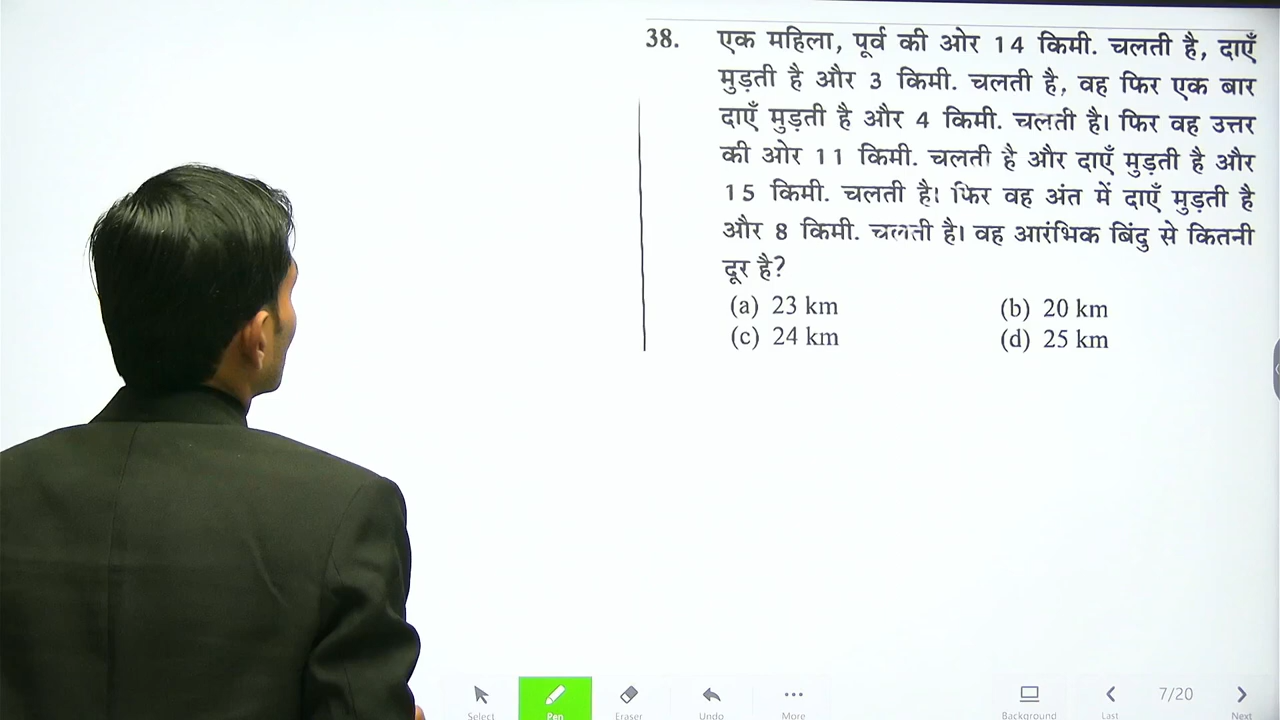 38. एक महिला, पूर्व की ओर 14 किमी. चलती है, दाएँ
मुड़ती है और 3 किमी. चलती है, वह फिर एक बार
दाएँ मुड़ती है और 4 किमी. चलती है। फिर वह उत्तर
की ओर 11 किमी. चलती है और दाएँ मुड़ती है और
15 किमी. चलती है। फिर वह अंत में दाएँ मुड़ती है
और 8 किमी. चलती है। वह आरंभिक बिंदु से कितनी
दूर है?
(a) 23 km (b) 20 km
(c) 24 km (d) 25 km
Select Pen Eraser Undo More Background Last 7/20 Next